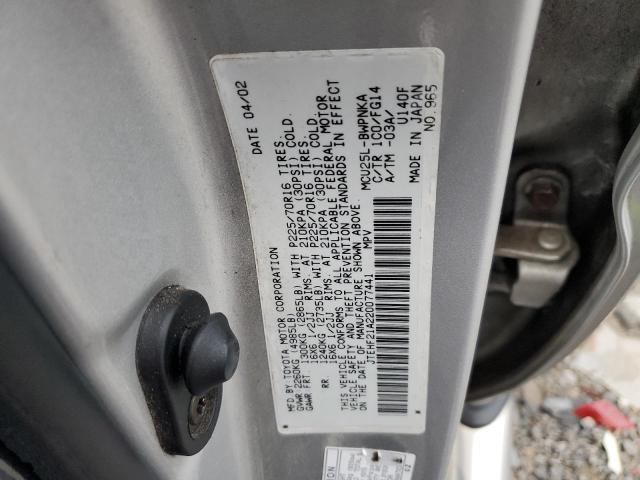 MFD. BY TOYOTA MOTOR CORPORATION DATE 04/02
GVWR 2260KG (4985LB)
GAWR FRT 1300KG (2865LB) WITH P225/70R16 TIRES.
16X6 1/2JJ RIMS. AT 210KPA (30PSI) COLD.
RR 1240KG (2735LB) WITH P225/70R16 TIRES.
16X6 1/2JJ RIMS. AT 210KPA (30PSI) COLD.
THIS VEHICLE CONFORMS TO ALL APPLICABLE FEDERAL MOTOR
VEHICLE SAFETY AND THEFT PREVENTION STANDARDS IN EFFECT
ON THE DATE OF MANUFACTURE SHOWN ABOVE.
JTEHF21A220077441 MPV
MCU25L-BWPNKA
C/TR 1C0/FG14
A/TM -03A/ U140F
MADE IN JAPAN
NO.965